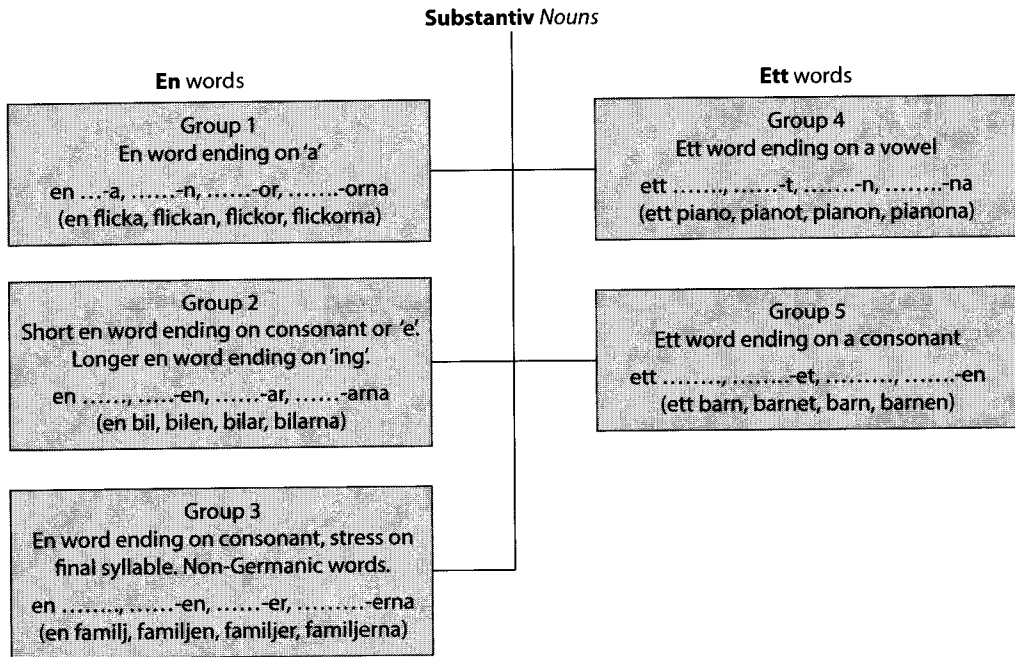 Substantiv Nouns
En words
Group 1
En word ending on 'a'
en ...-a, ......-n, ......-or, .......-orna
(en flicka, flickan, flickor, flickorna)
Group 2
Short en word ending on consonant or 'e'.
Longer en word ending on 'ing'.
en ......, .....-en, ......-ar, ......-arna
(en bil, bilen, bilar, bilarna)
Group 3
En word ending on consonant, stress on
final syllable. Non-Germanic words.
en ........, ......-en, ......-er, .........-erna
(en familj, familjen, familjer, familjerna)
Ett words
Group 4
Ett word ending on a vowel
ett ......., ......-t, .......-n, ........-na
(ett piano, pianot, pianon, pianona)
Group 5
Ett word ending on a consonant
ett ........, ........-et, ........., .......-en
(ett barn, barnet, barn, barnen)